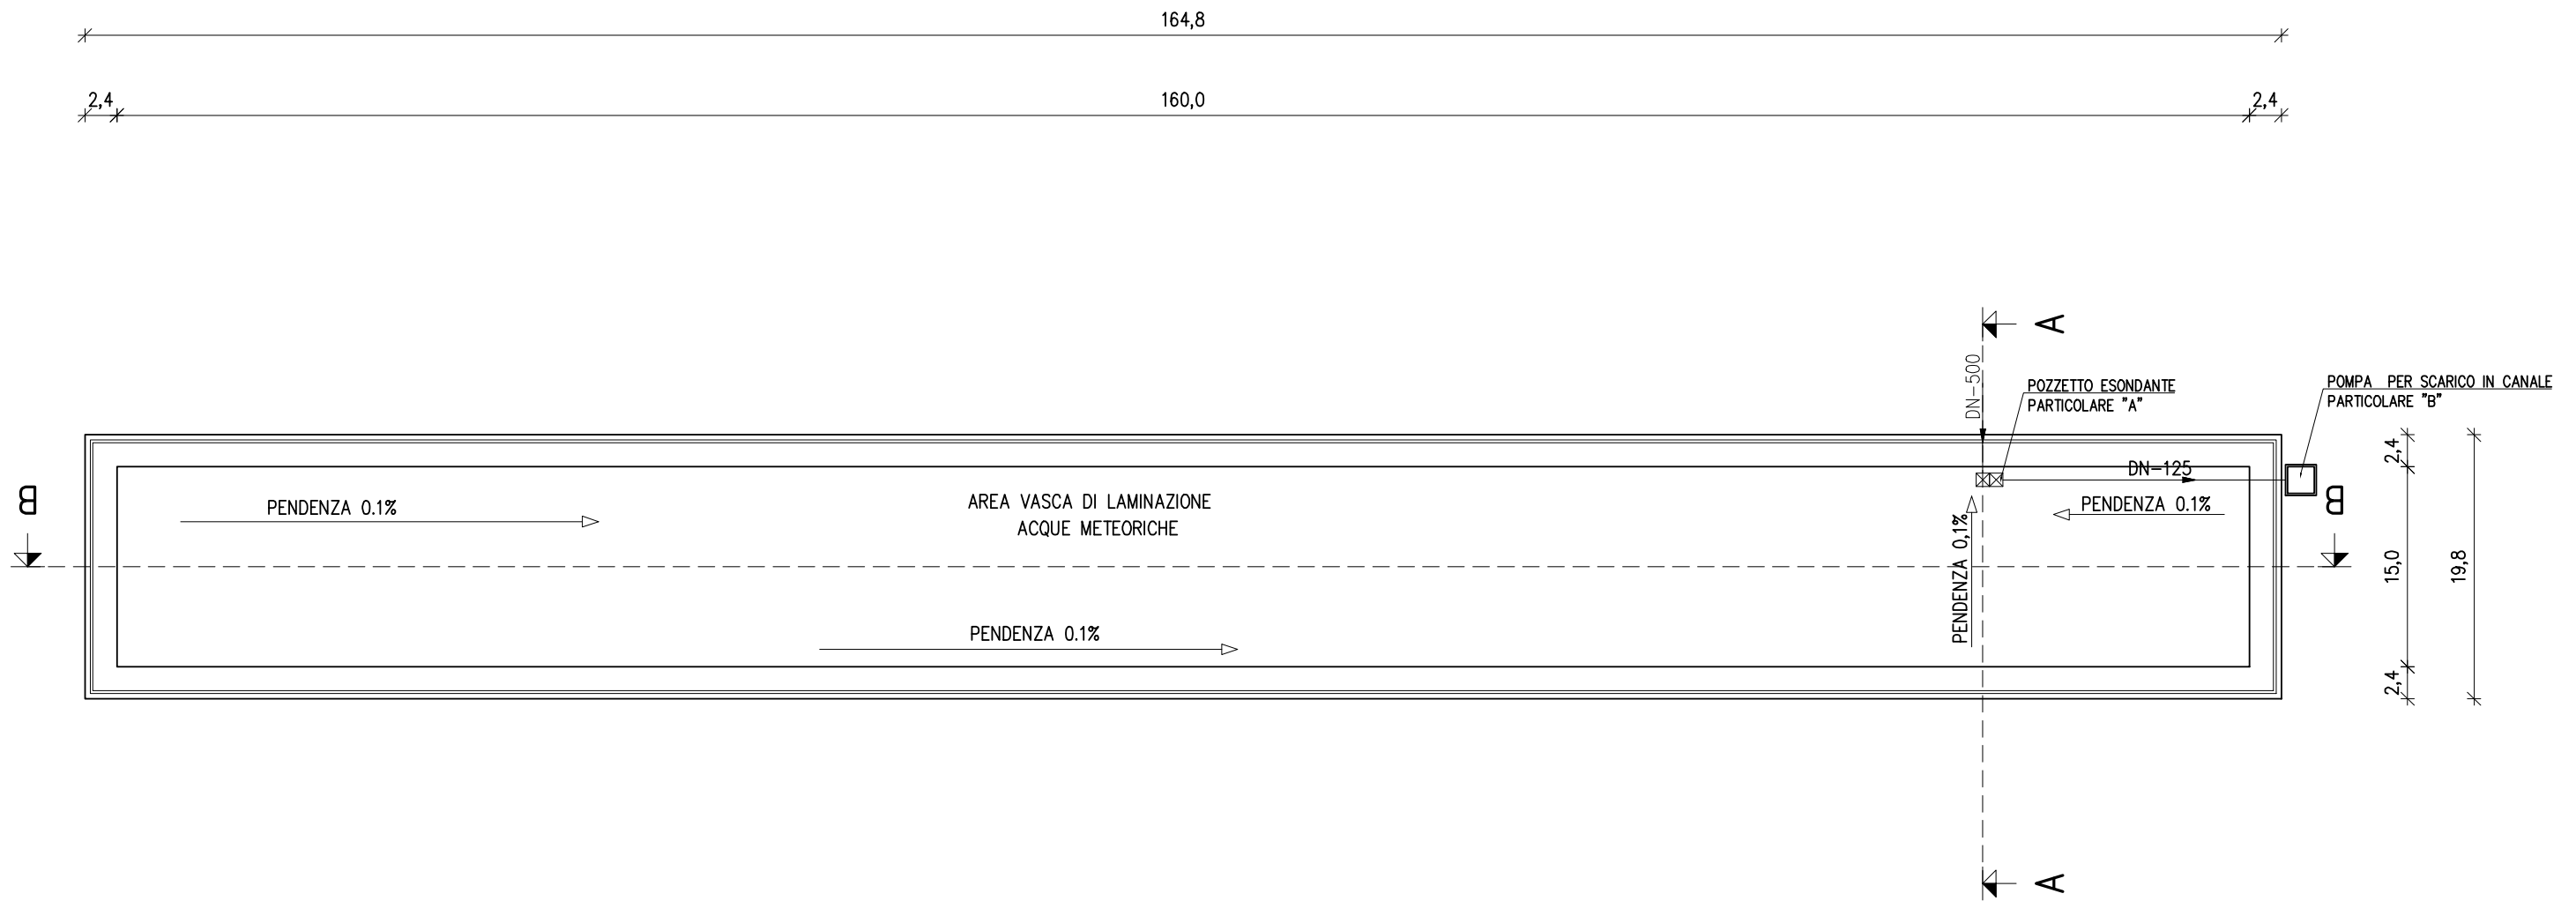 164,8
2,4
160,0
2,4
A
DN-500
POZZETTO ESONDANTE
PARTICOLARE "A"
POMPA PER SCARICO IN CANALE
PARTICOLARE "B"
2,4
DN-125
B
PENDENZA 0.1%
AREA VASCA DI LAMINAZIONE
ACQUE METEORICHE
PENDENZA 0,1%
PENDENZA 0.1%
B
15,0
19,8
PENDENZA 0.1%
2,4
A